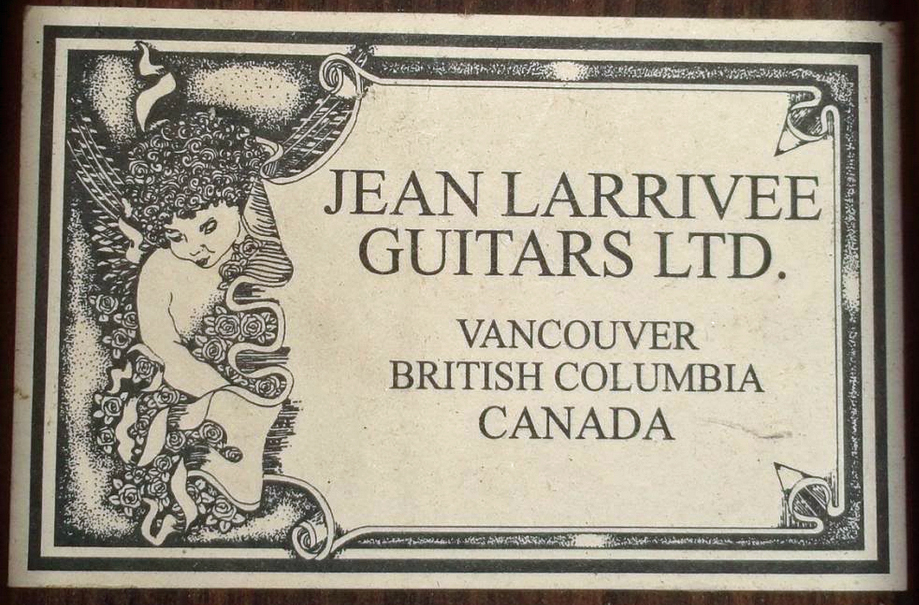 JEAN LARRIVEE
GUITARS LTD.
VANCOUVER
BRITISH COLUMBIA
CANADA